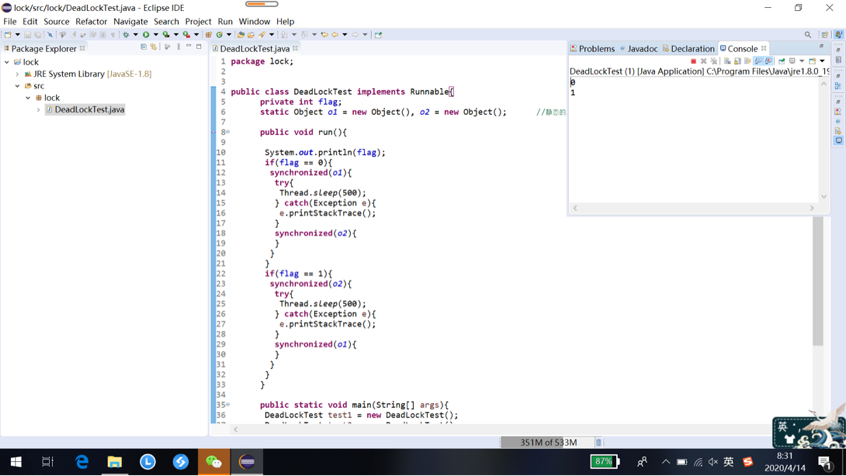 lock/src/lock/DeadLockTest.java - Eclipse IDE
File Edit Source Refactor Navigate Search Project Run Window Help
Package Explorer
lock
JRE System Library [JavaSE-1.8]
src
lock
DeadLockTest.java
DeadLockTest.java
1 package lock;
2
3
4 public class DeadLockTest implements Runnable{
5 private int flag;
6 static Object o1 = new Object(), o2 = new Object(); //静态的
7
8 public void run(){
9
10 System.out.println(flag);
11 if(flag == 0){
12 synchronized(o1){
13 try{
14 Thread.sleep(500);
15 } catch(Exception e){
16 e.printStackTrace();
17 }
18 synchronized(o2){
19 }
20 }
21 }
22 if(flag == 1){
23 synchronized(o2){
24 try{
25 Thread.sleep(500);
26 } catch(Exception e){
27 e.printStackTrace();
28 }
29 synchronized(o1){
30 }
31 }
32 }
33 }
34
35 public static void main(String[] args){
36 DeadLockTest test1 = new DeadLockTest();
Problems Javadoc Declaration Console
DeadLockTest (1) [Java Application] C:\Program Files\Java\jre1.8.0_19
0
1
351M of 533M
英
87%
英
8:31
2020/4/14
1